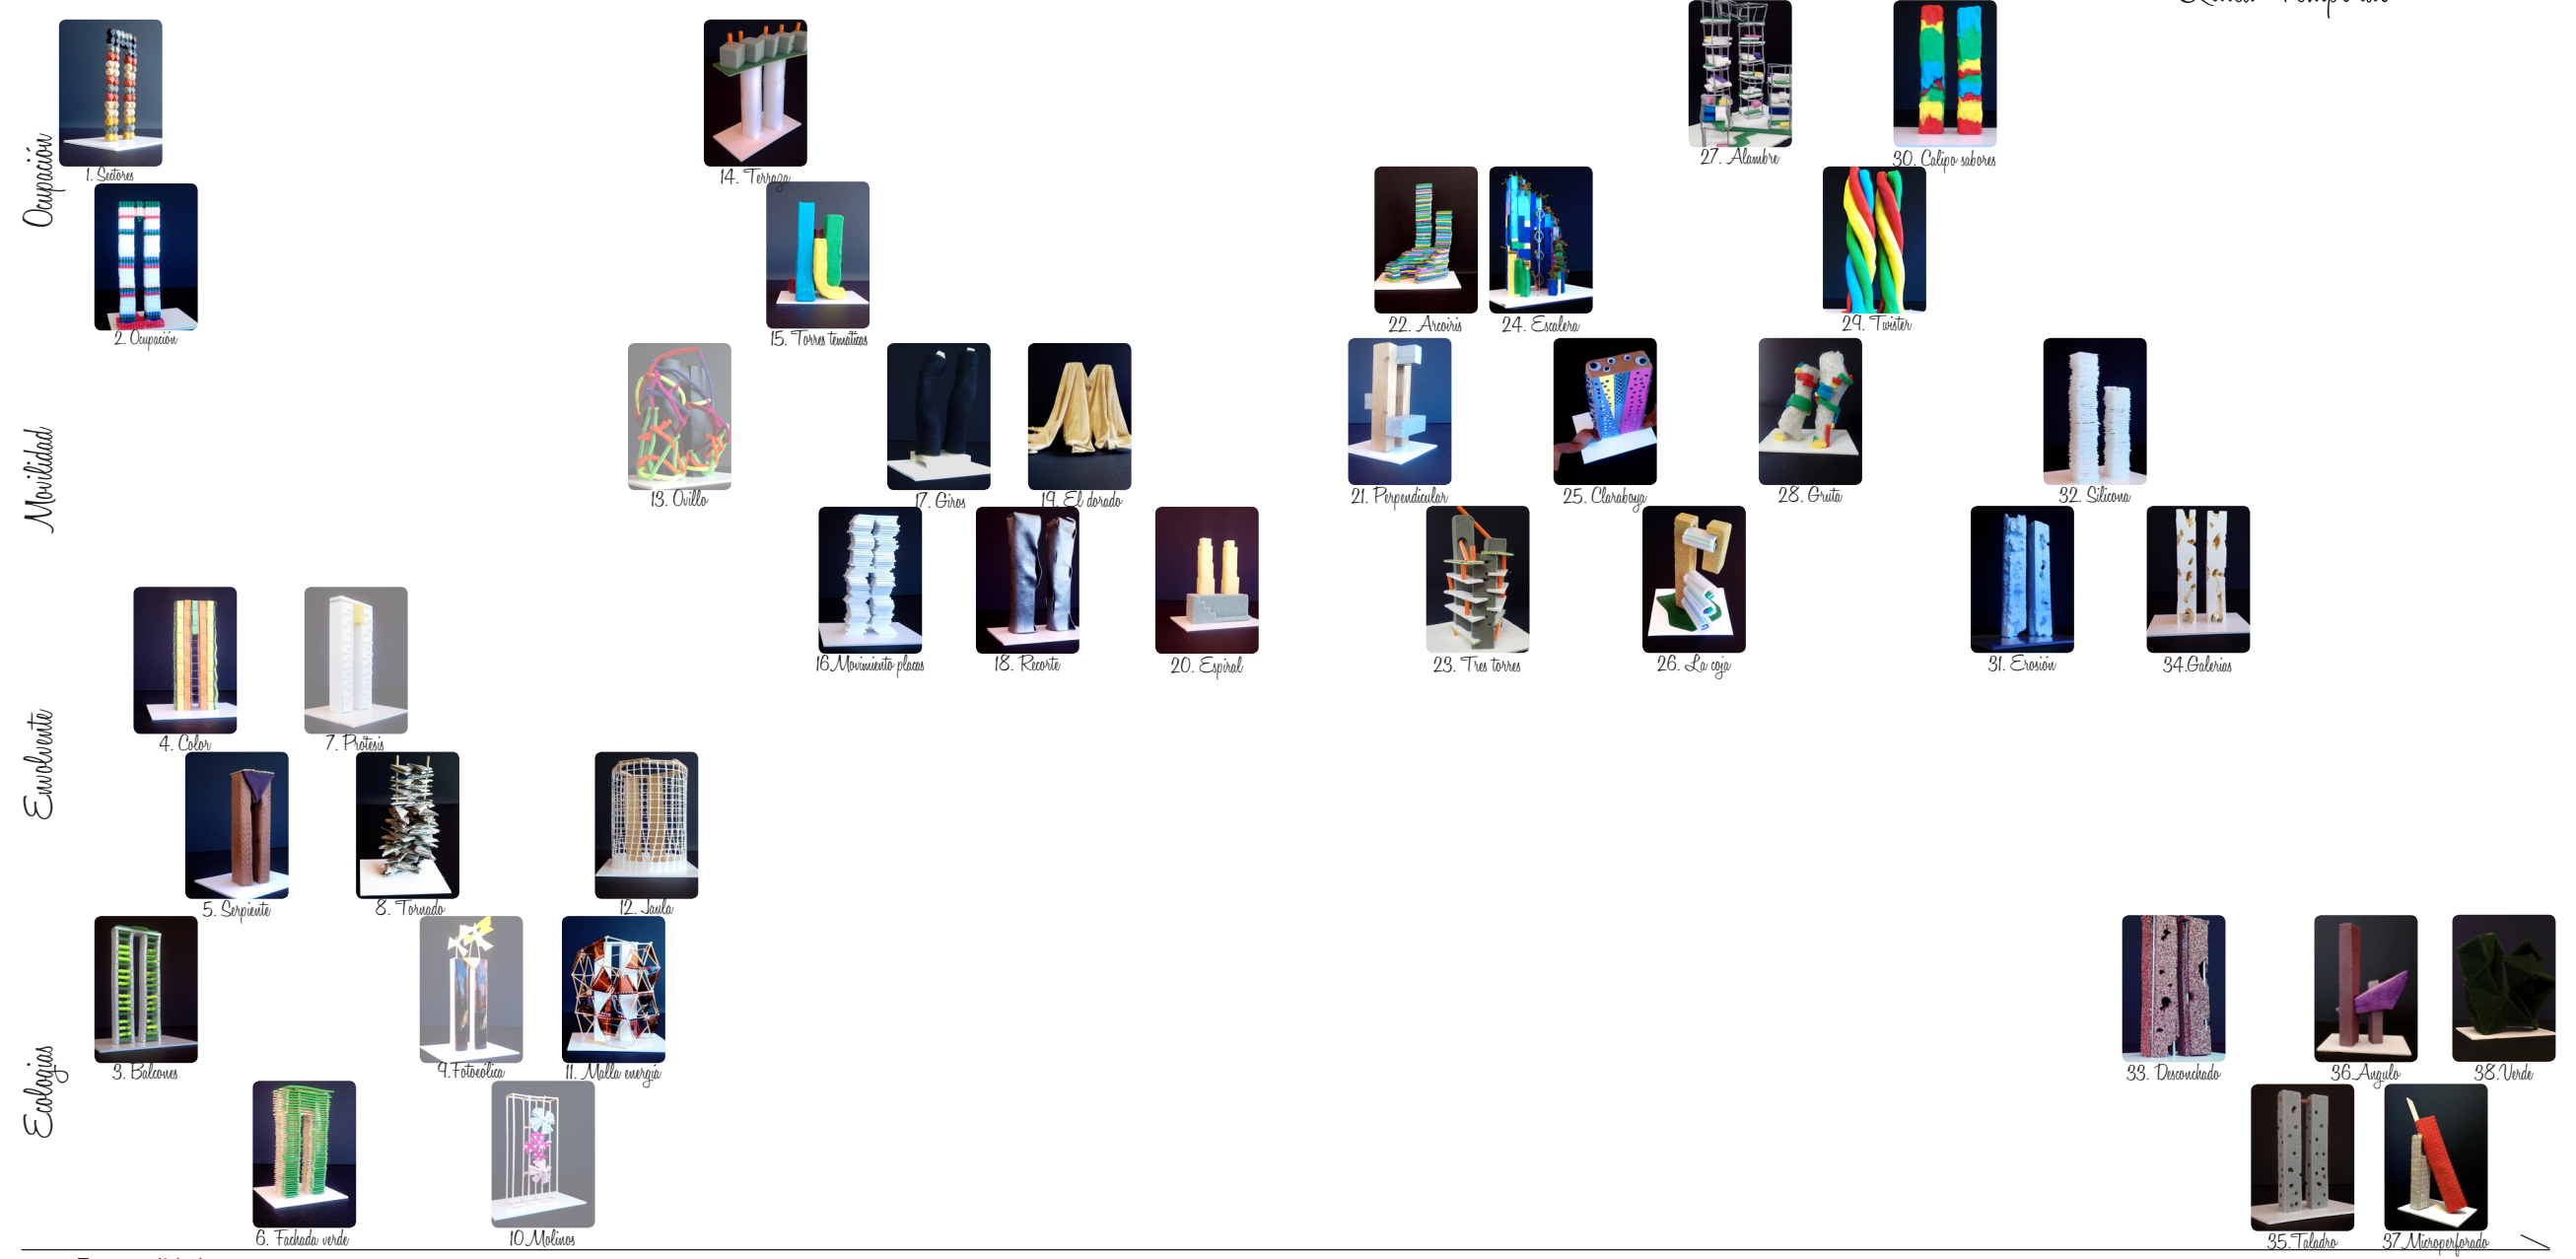 Ocupación
1. Sectores
2. Ocupación
14. Terraza
15. Torres temáticas
27. Alambre
30. Calipo sabores
22. Arcoiris
24. Escalera
29. Twister
Movilidad
13. Ovillo
17. Giros
19. El dorado
21. Perpendicular
25. Claraboya
28. Gruta
32. Silicona
16.Movimiento placas
18. Recorte
20. Espiral
23. Tres torres
26. La coja
31. Erosión
34.Galerias
Envolvente
4. Color
7. Prótesis
5. Serpiente
8. Tornado
12. Jaula
Ecologias
3. Balcones
9.Fotoeólica
11. Malla energía
33. Desconchado
36.Angulo
38.Verde
6. Fachada verde
10.Molinos
35.Taladro
37.Microperforado